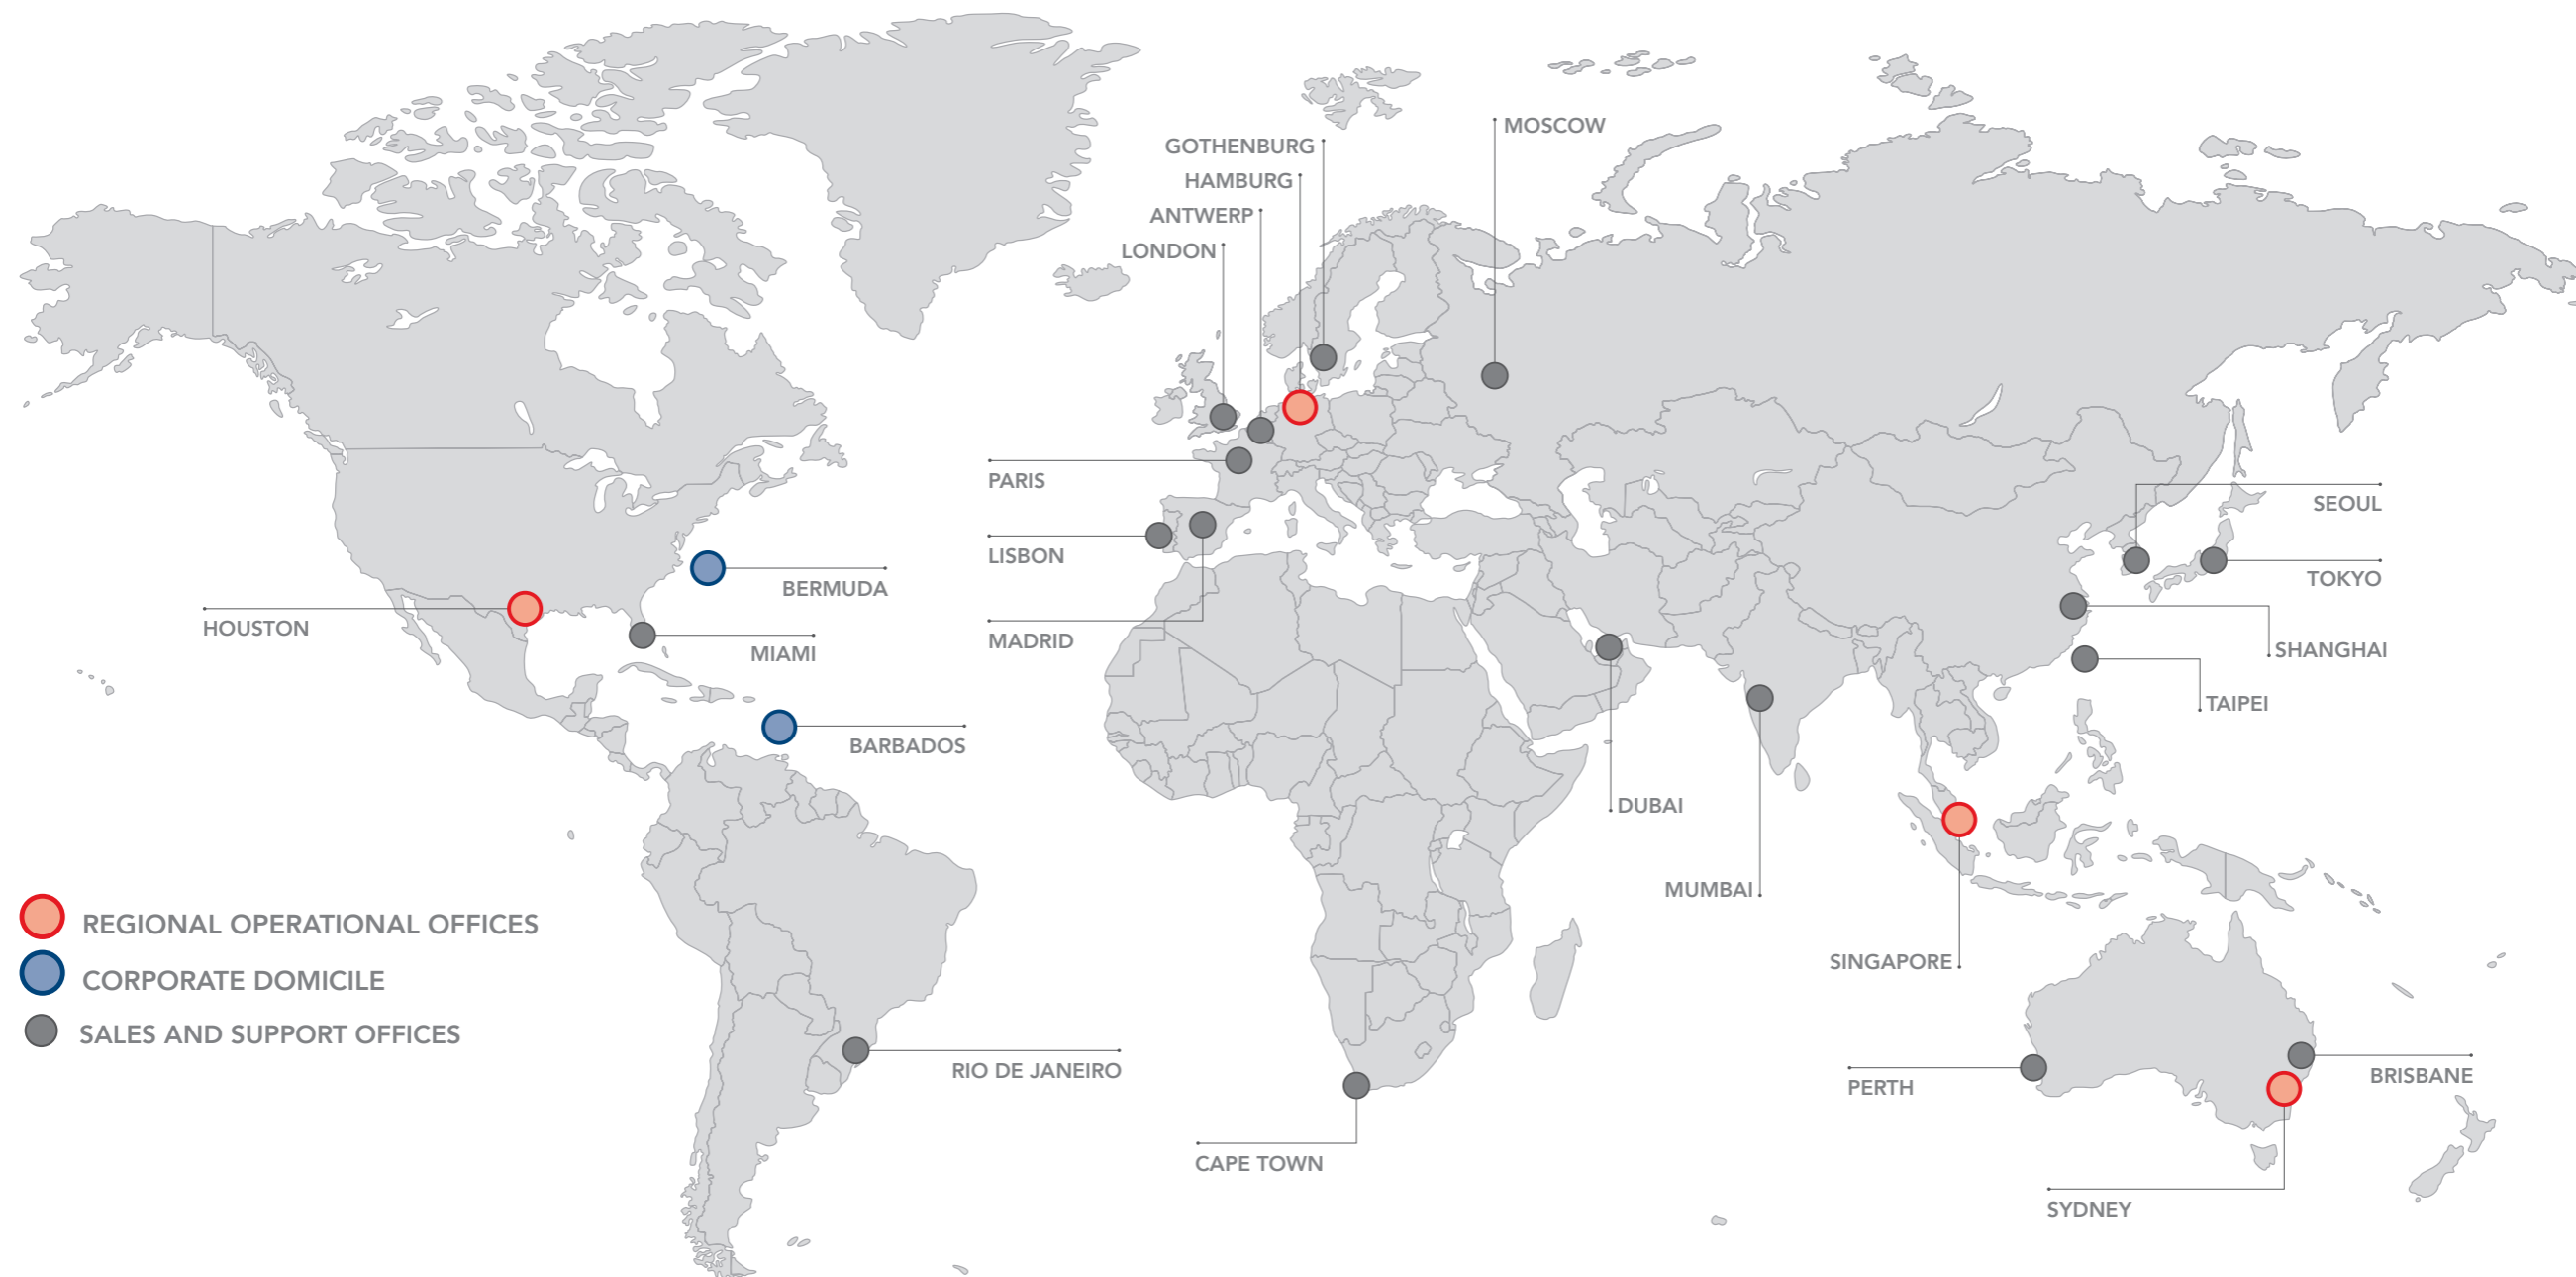 MOSCOW
GOTHENBURG
HAMBURG
ANTWERP
LONDON
PARIS
SEOUL
LISBON
TOKYO
BERMUDA
HOUSTON
MADRID
MIAMI
SHANGHAI
TAIPEI
BARBADOS
DUBAI
MUMBAI
REGIONAL OPERATIONAL OFFICES
SINGAPORE
CORPORATE DOMICILE
SALES AND SUPPORT OFFICES
RIO DE JANEIRO
BRISBANE
PERTH
CAPE TOWN
SYDNEY